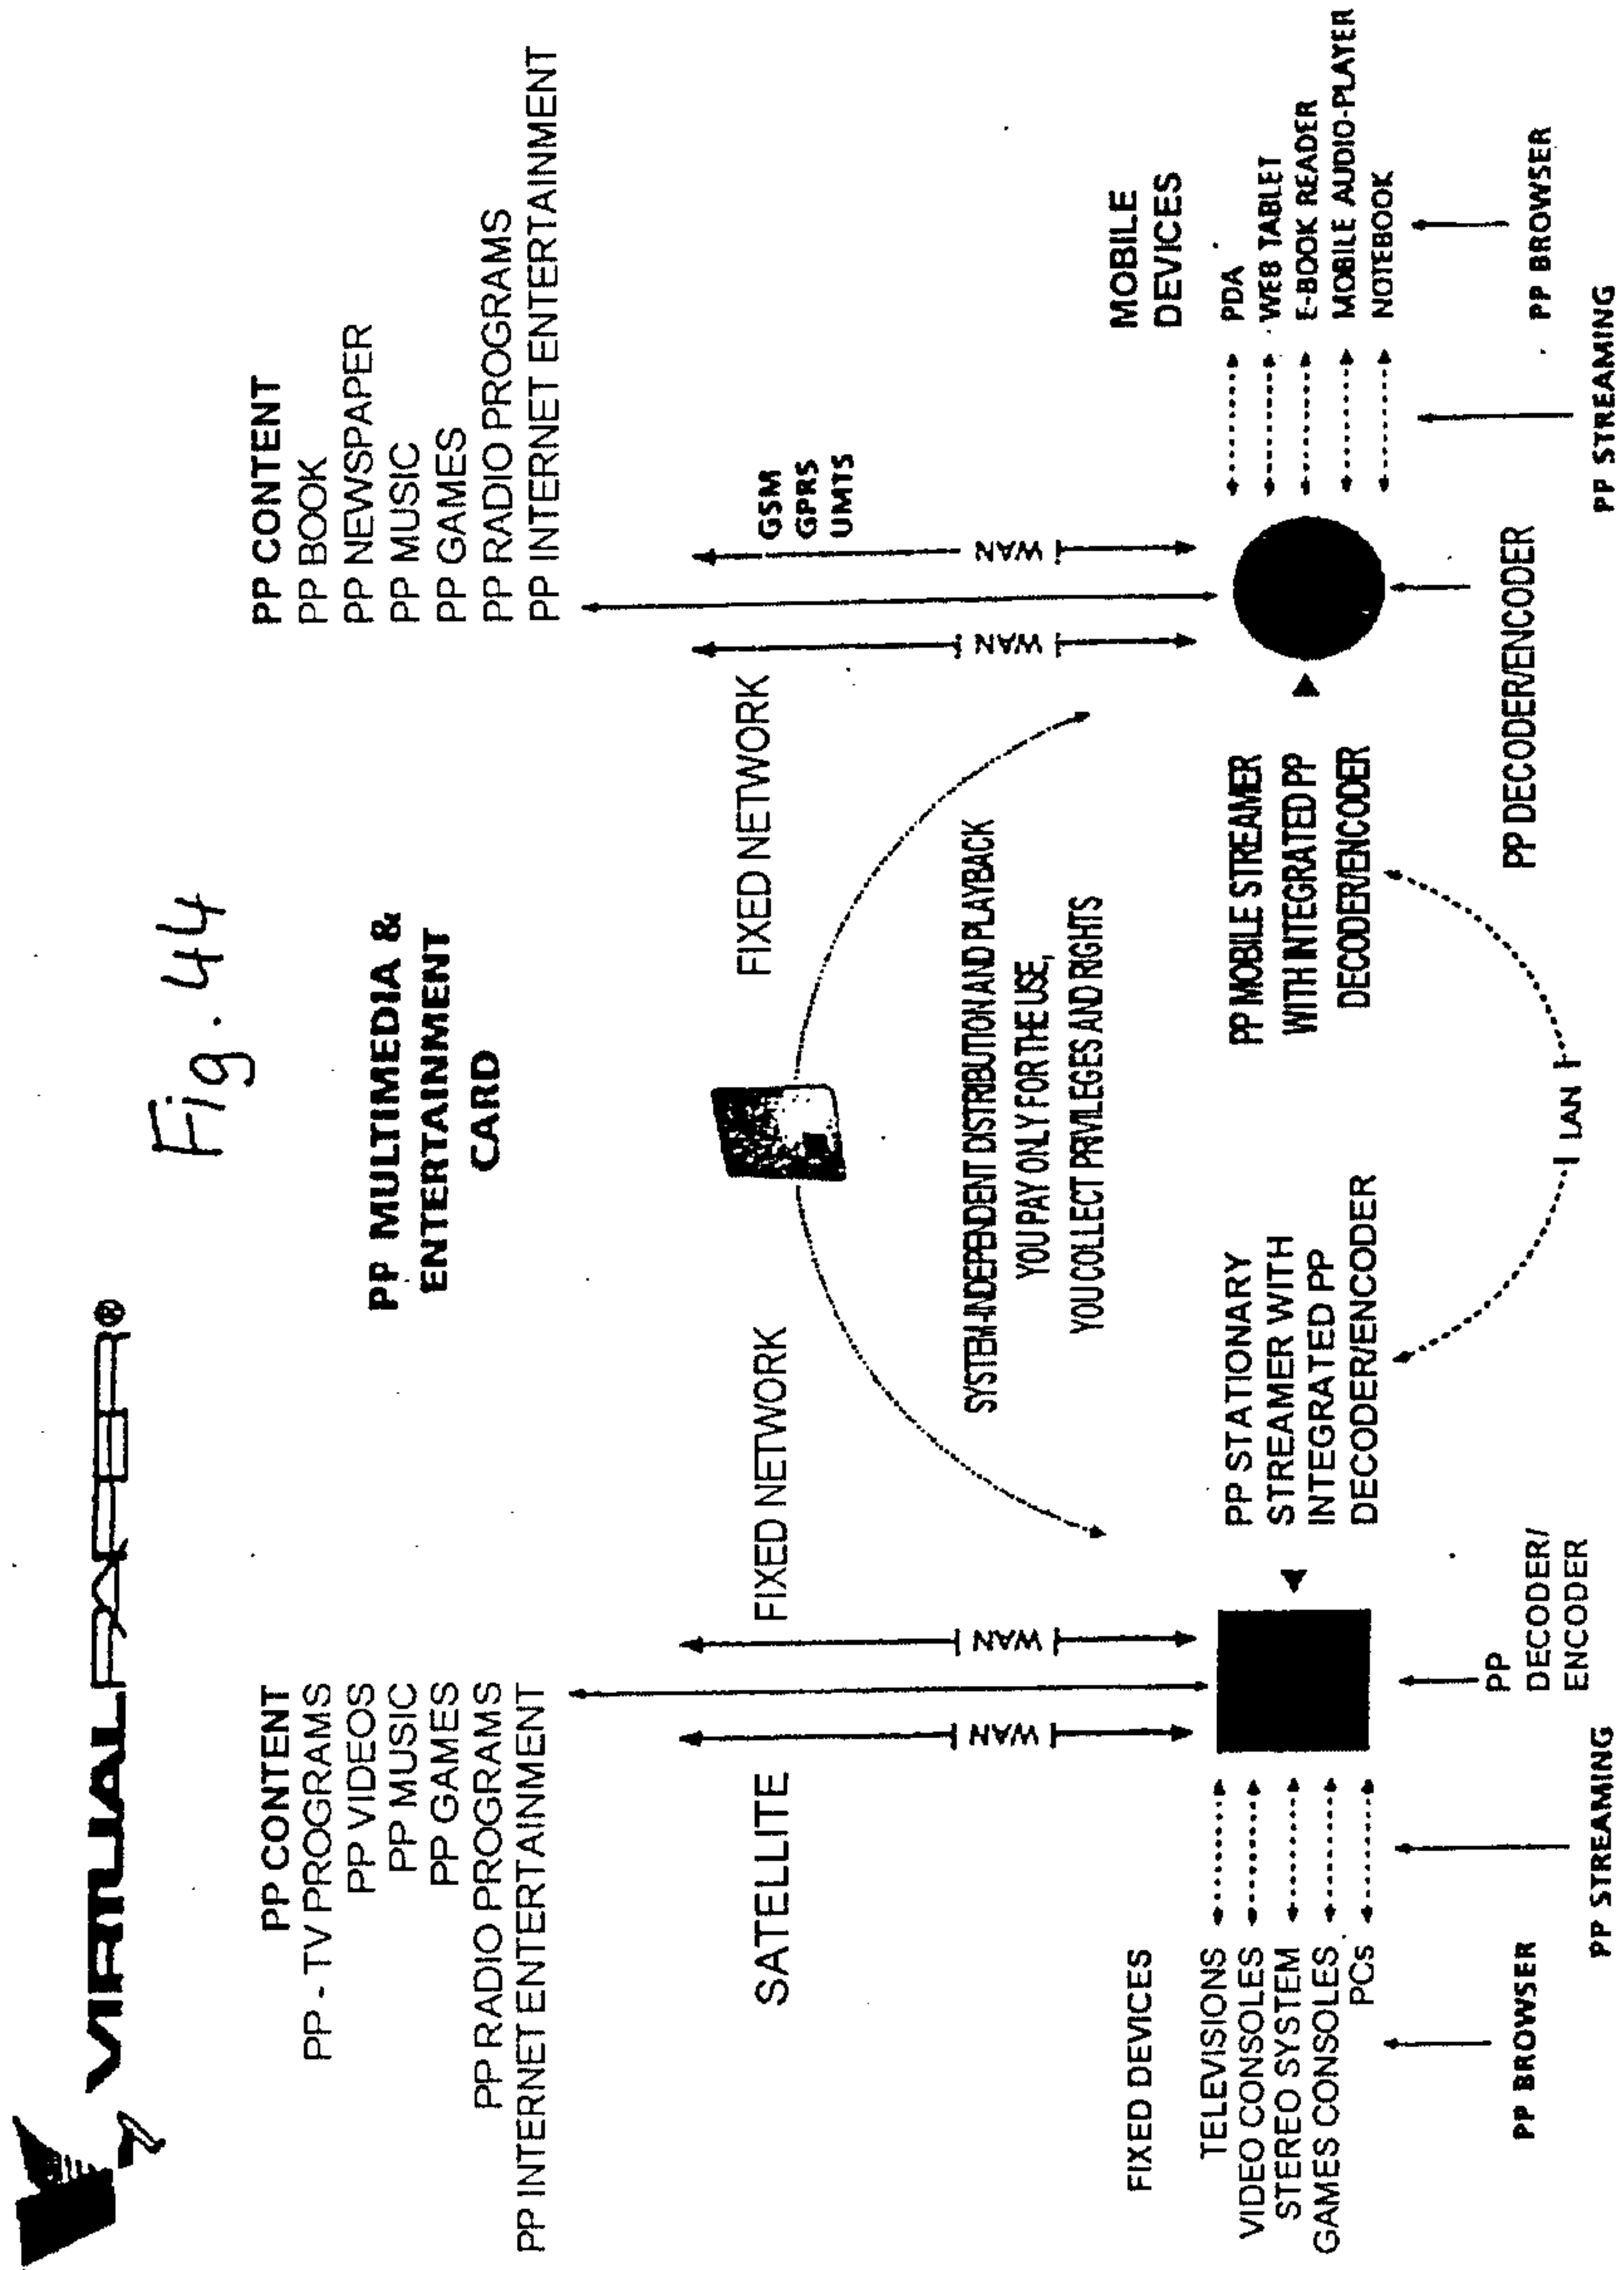 VIRTUALPAPER®
Fig. 44
PP MULTIMEDIA &
ENTERTAINMENT
CARD
PP CONTENT
PP - TV PROGRAMS
PP VIDEOS
PP MUSIC
PP GAMES
PP RADIO PROGRAMS
PP INTERNET ENTERTAINMENT
PP CONTENT
PP BOOK
PP NEWSPAPER
PP MUSIC
PP GAMES
PP RADIO PROGRAMS
PP INTERNET ENTERTAINMENT
SATELLITE
FIXED NETWORK
FIXED NETWORK
GSM
GPRS
UMTS
WAN
WAN
WAN
WAN
SYSTEM-INDEPENDENT DISTRIBUTION AND PLAYBACK
YOU PAY ONLY FOR THE USE,
YOU COLLECT PRIVILEGES AND RIGHTS
FIXED DEVICES
TELEVISIONS
VIDEO CONSOLES
STEREO SYSTEM
GAMES CONSOLES
PCs
PP STATIONARY
STREAMER WITH
INTEGRATED PP
DECODER/ENCODER
PP MOBILE STREAMER
WITH INTEGRATED PP
DECODER/ENCODER
MOBILE
DEVICES
PDA
WEB TABLET
E-BOOK READER
MOBILE AUDIO-PLAYER
NOTEBOOK
PP BROWSER
PP STREAMING
PP
DECODER/
ENCODER
LAN
PP DECODER/ENCODER
PP STREAMING
PP BROWSER